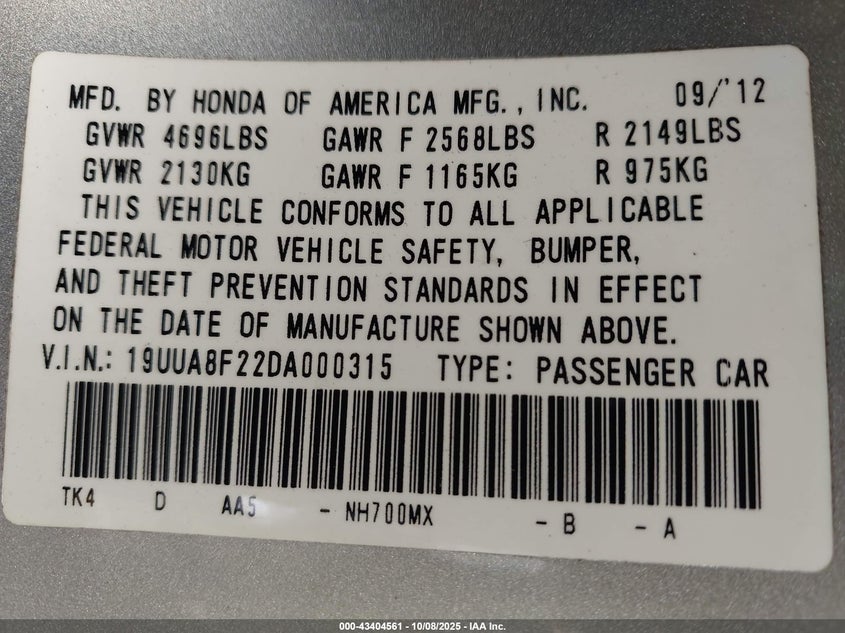 MFD. BY HONDA OF AMERICA MFG., INC. 09/'12
GVWR 4696LBS GAWR F 2568LBS R 2149LBS
GVWR 2130KG GAWR F 1165KG R 975KG
THIS VEHICLE CONFORMS TO ALL APPLICABLE
FEDERAL MOTOR VEHICLE SAFETY, BUMPER,
AND THEFT PREVENTION STANDARDS IN EFFECT
ON THE DATE OF MANUFACTURE SHOWN ABOVE.
V.I.N.: 19UUA8F22DA000315 TYPE: PASSENGER CAR
TK4 D AA5 - NH700MX - B - A
000-43404561 - 10/08/2025 - IAA Inc.